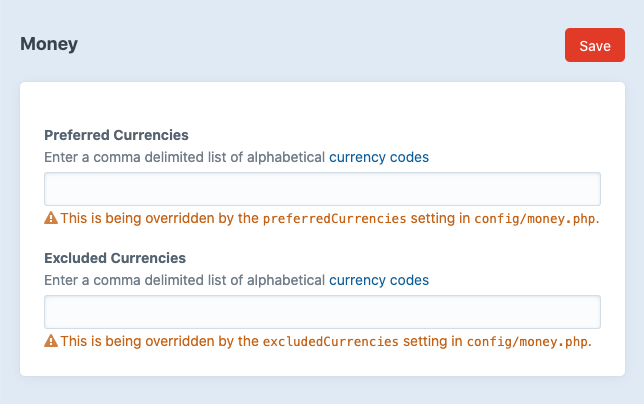 Money
Save
Preferred Currencies
Enter a comma delimited list of alphabetical currency codes
This is being overridden by the preferredCurrencies setting in config/money.php.
Excluded Currencies
Enter a comma delimited list of alphabetical currency codes
This is being overridden by the excludedCurrencies setting in config/money.php.